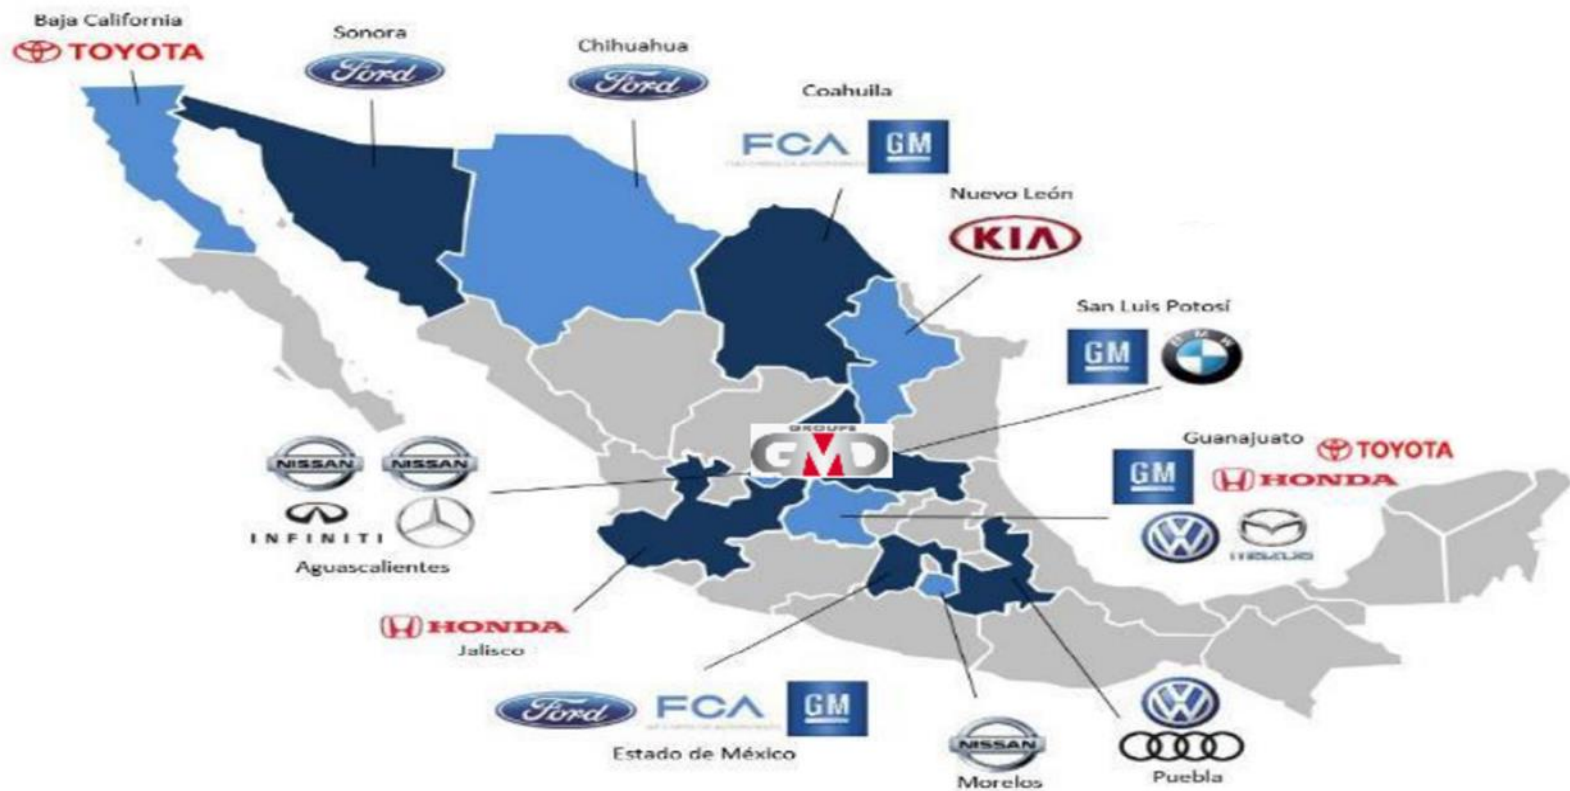 Baja California
TOYOTA
Sonora
Ford
Chihuahua
Ford
Coahuila
FCA
GM
Nuevo León
KIA
San Luis Potosí
GM
BMW
GROUPE
GMD
Guanajuato
TOYOTA
GM
HONDA
NISSAN
NISSAN
INFINITI
Aguascalientes
HONDA
Jalisco
Ford
FCA
GM
Estado de México
NISSAN
Morelos
Puebla